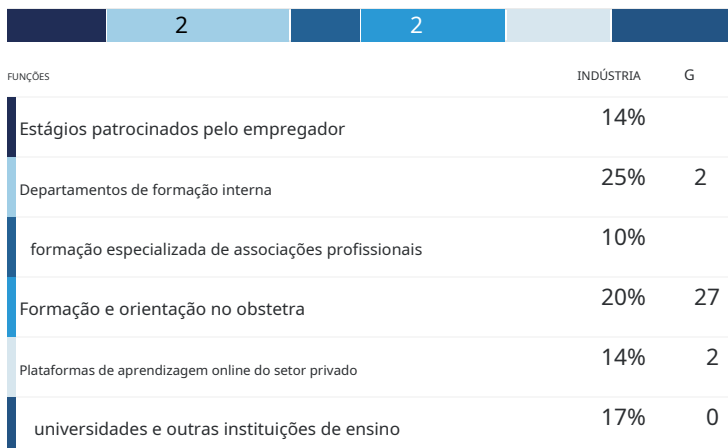 2 2
FUNÇÕES INDÚSTRIA G
Estágios patrocinados pelo empregador 14%
Departamentos de formação interna 25% 2
formação especializada de associações profissionais 10%
Formação e orientação no obstetra 20% 27
Plataformas de aprendizagem online do setor privado 14% 2
universidades e outras instituições de ensino 17% 0